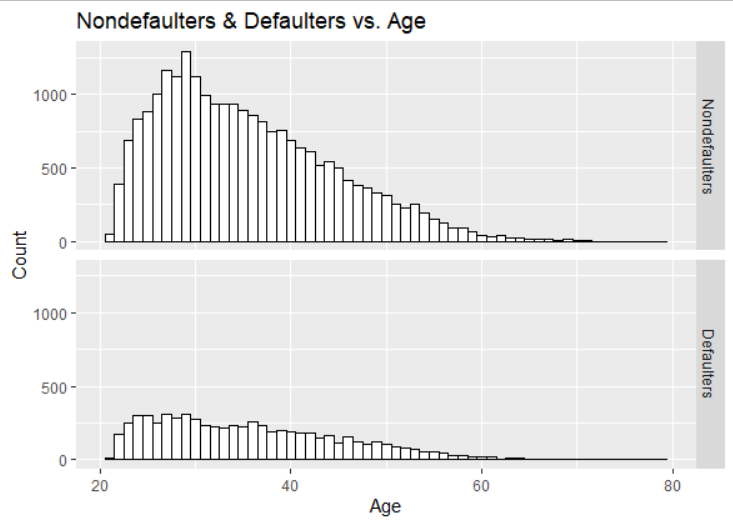 Nondefaulters & Defaulters vs. Age
1000
500
0
Nondefaulters
Count
1000
500
0
Defaulters
20 40 60 80
Age